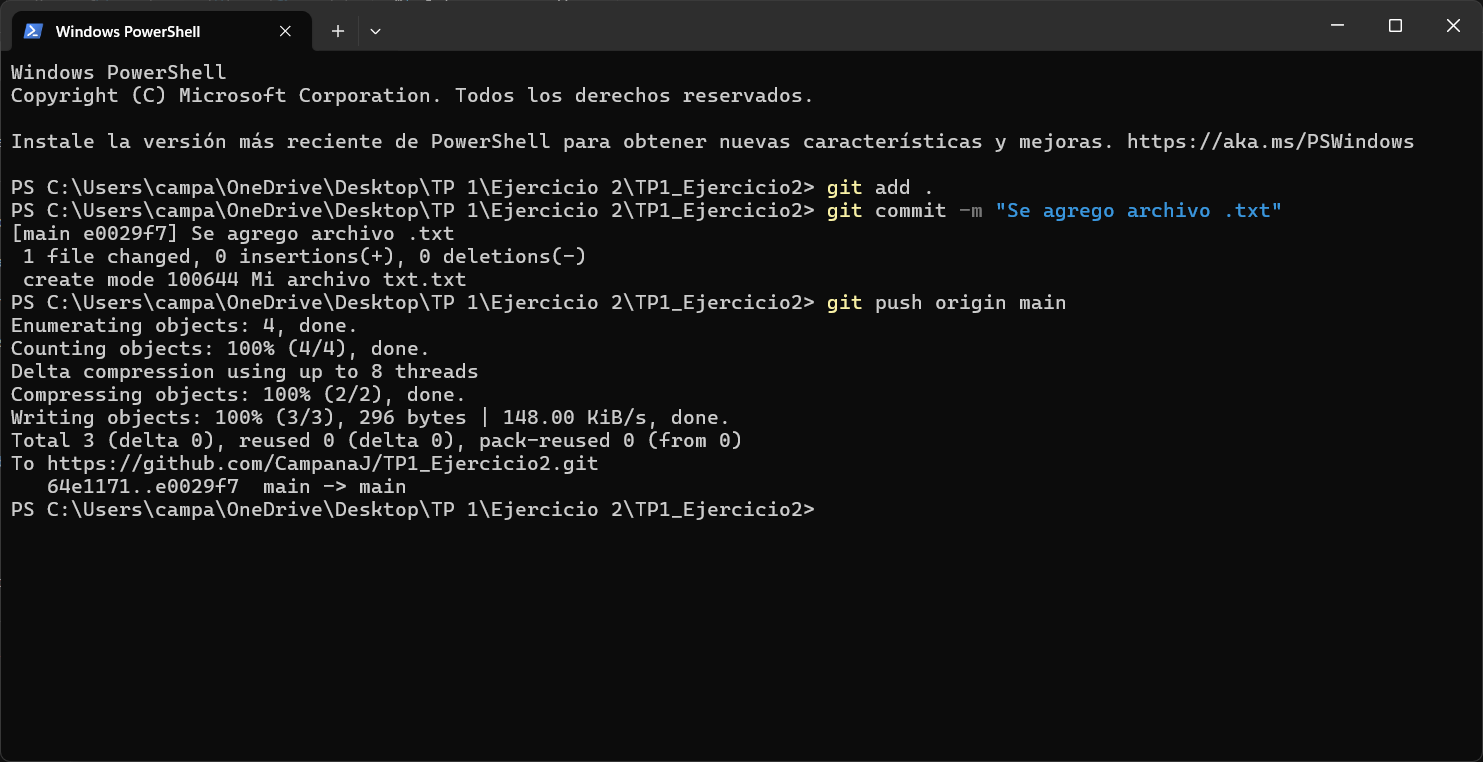 Windows PowerShell
Windows PowerShell
Copyright (C) Microsoft Corporation. Todos los derechos reservados.
Instale la versión más reciente de PowerShell para obtener nuevas características y mejoras. https://aka.ms/PSWindows
PS C:\Users\campa\OneDrive\Desktop\TP 1\Ejercicio 2\TP1_Ejercicio2> git add .
PS C:\Users\campa\OneDrive\Desktop\TP 1\Ejercicio 2\TP1_Ejercicio2> git commit -m "Se agrego archivo .txt"
[main e0029f7] Se agrego archivo .txt
 1 file changed, 0 insertions(+), 0 deletions(-)
 create mode 100644 Mi archivo txt.txt
PS C:\Users\campa\OneDrive\Desktop\TP 1\Ejercicio 2\TP1_Ejercicio2> git push origin main
Enumerating objects: 4, done.
Counting objects: 100% (4/4), done.
Delta compression using up to 8 threads
Compressing objects: 100% (2/2), done.
Writing objects: 100% (3/3), 296 bytes | 148.00 KiB/s, done.
Total 3 (delta 0), reused 0 (delta 0), pack-reused 0 (from 0)
To https://github.com/CampanaJ/TP1_Ejercicio2.git
   64e1171..e0029f7  main -> main
PS C:\Users\campa\OneDrive\Desktop\TP 1\Ejercicio 2\TP1_Ejercicio2>